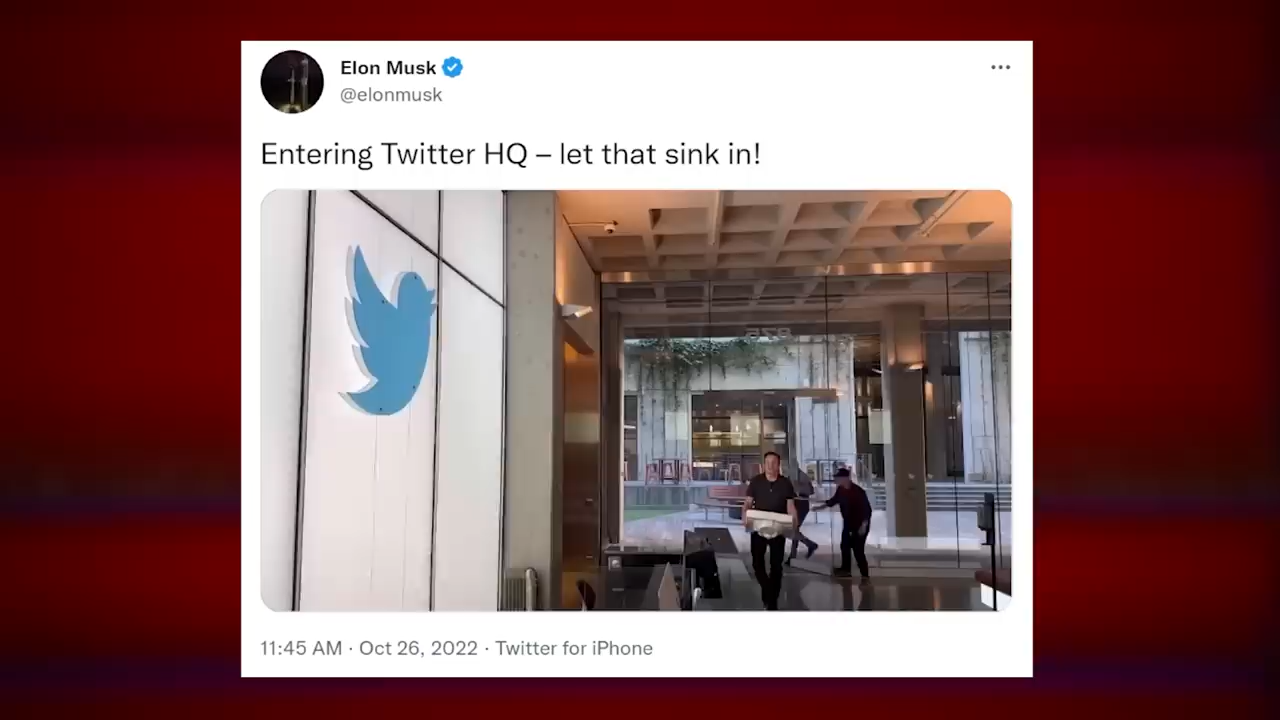 Elon Musk
@elonmusk
Entering Twitter HQ – let that sink in!
875
11:45 AM · Oct 26, 2022 · Twitter for iPhone